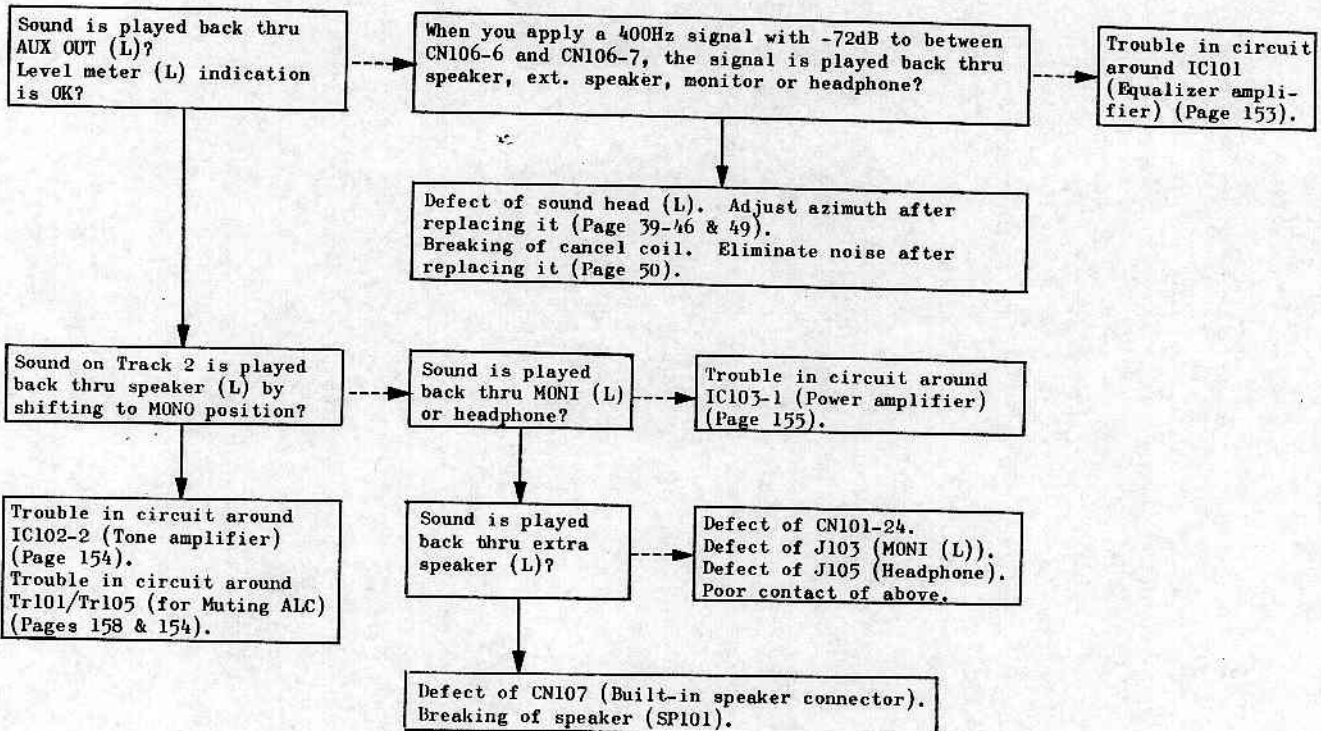 Sound is played back thru
AUX OUT (L)?
Level meter (L) indication
is OK?
When you apply a 400Hz signal with -72dB to between
CN106-6 and CN106-7, the signal is played back thru
speaker, ext. speaker, monitor or headphone?
Trouble in circuit
around IC101
(Equalizer ampli-
fier) (Page 153).
Defect of sound head (L). Adjust azimuth after
replacing it (Page 39-46 & 49).
Breaking of cancel coil. Eliminate noise after
replacing it (Page 50).
Sound on Track 2 is played
back thru speaker (L) by
shifting to MONO position?
Sound is played
back thru MONI (L)
or headphone?
Trouble in circuit around
IC103-1 (Power amplifier)
(Page 155).
Trouble in circuit around
IC102-2 (Tone amplifier)
(Page 154).
Trouble in circuit around
Tr101/Tr105 (for Muting ALC)
(Pages 158 & 154).
Sound is played
back thru extra
speaker (L)?
Defect of CN101-24.
Defect of J103 (MONI (L)).
Defect of J105 (Headphone).
Poor contact of above.
Defect of CN107 (Built-in speaker connector).
Breaking of speaker (SP101).